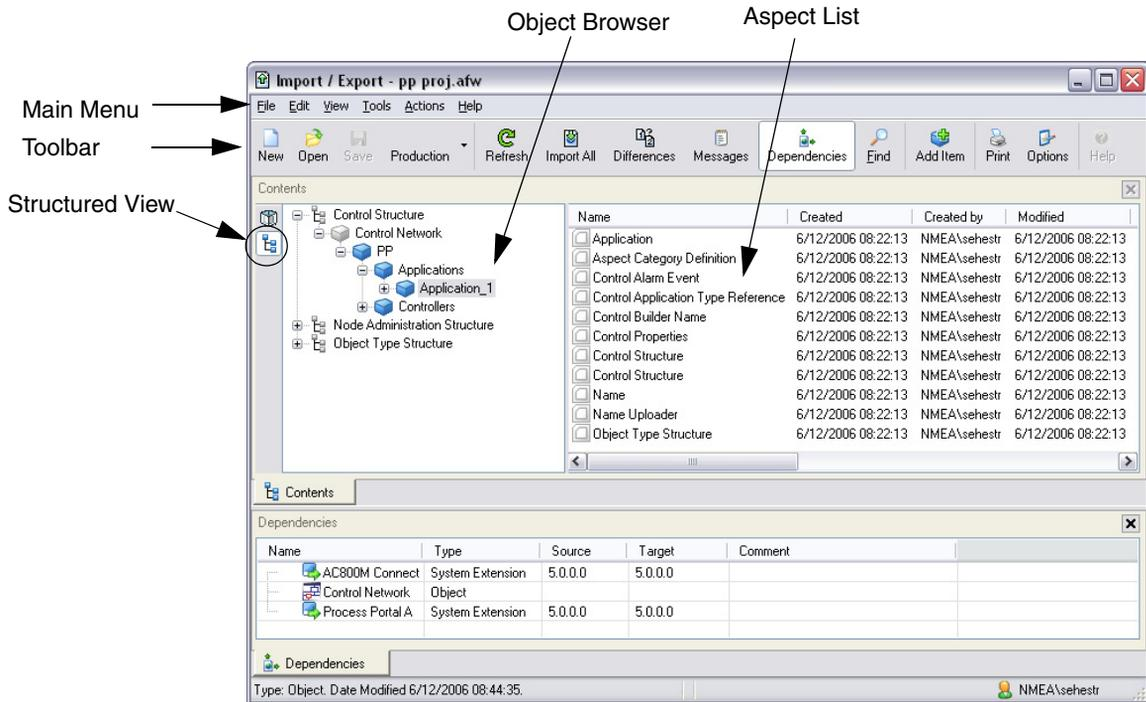 Object Browser
Aspect List
Import / Export - pp proj.afw
Main Menu
File Edit View Tools Actions Help
Toolbar
New Open Save Production Refresh Import All Differences Messages Dependencies Find Add Item Print Options Help
Structured View
Contents
Control Structure
Control Network
PP
Applications
Application_1
Controllers
Node Administration Structure
Object Type Structure
Name Created Created by Modified
Application 6/12/2006 08:22:13 NMEA\sehestr 6/12/2006 08:22:13
Aspect Category Definition 6/12/2006 08:22:13 NMEA\sehestr 6/12/2006 08:22:13
Control Alarm Event 6/12/2006 08:22:13 NMEA\sehestr 6/12/2006 08:22:13
Control Application Type Reference 6/12/2006 08:22:13 NMEA\sehestr 6/12/2006 08:22:13
Control Builder Name 6/12/2006 08:22:13 NMEA\sehestr 6/12/2006 08:22:13
Control Properties 6/12/2006 08:22:13 NMEA\sehestr 6/12/2006 08:22:13
Control Structure 6/12/2006 08:22:13 NMEA\sehestr 6/12/2006 08:22:13
Control Structure 6/12/2006 08:22:13 NMEA\sehestr 6/12/2006 08:22:13
Name 6/12/2006 08:22:13 NMEA\sehestr 6/12/2006 08:22:13
Name Uploader 6/12/2006 08:22:13 NMEA\sehestr 6/12/2006 08:22:13
Object Type Structure 6/12/2006 08:22:13 NMEA\sehestr 6/12/2006 08:22:13
Contents
Dependencies
Name Type Source Target Comment
AC800M Connect System Extension 5.0.0.0 5.0.0.0
Control Network Object
Process Portal A System Extension 5.0.0.0 5.0.0.0
Dependencies
Type: Object. Date Modified 6/12/2006 08:44:35. NMEA\sehestr